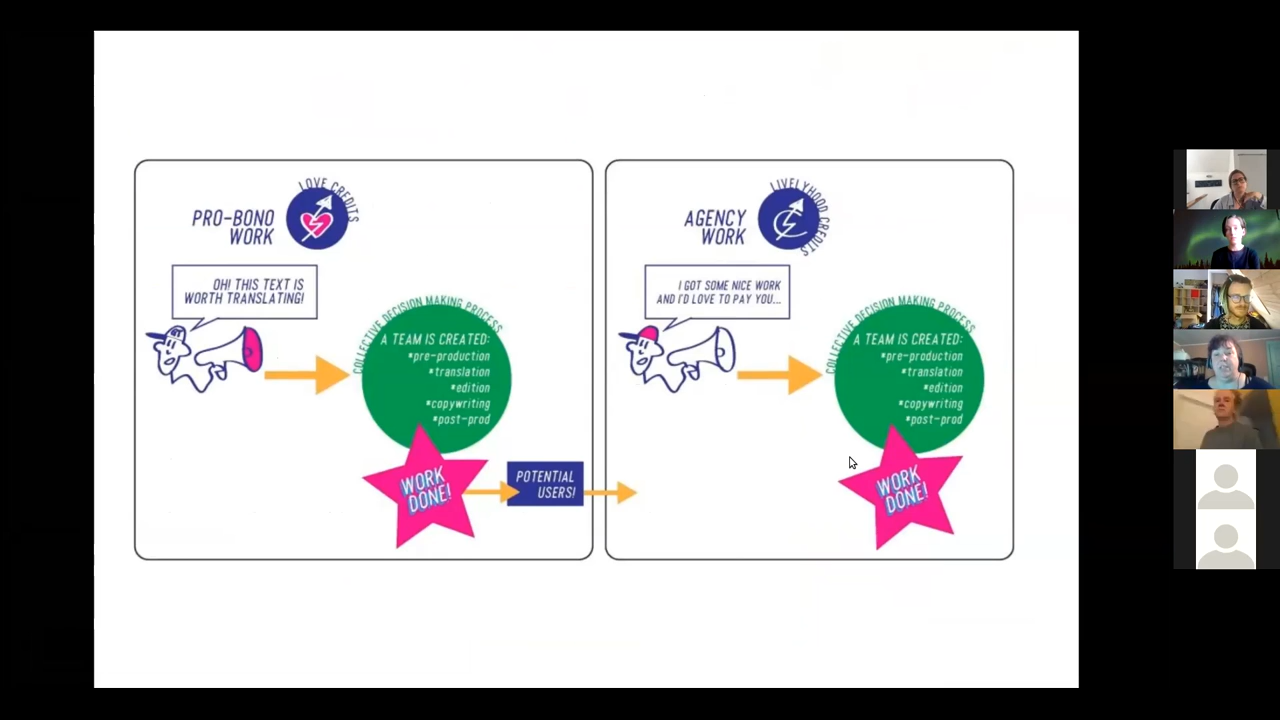 LOVE CREDITS
PRO-BONO
WORK
OH! THIS TEXT IS
WORTH TRANSLATING!
COLLECTIVE DECISION MAKING PROCESS
A TEAM IS CREATED:
*pre-production
*translation
*edition
*copywriting
*post-prod
WORK
DONE!
POTENTIAL
USERS!
LIVELYHOOD CREDITS
AGENCY
WORK
I GOT SOME NICE WORK
AND I'D LOVE TO PAY YOU...
COLLECTIVE DECISION MAKING PROCESS
A TEAM IS CREATED:
*pre-production
*translation
*edition
*copywriting
*post-prod
WORK
DONE!